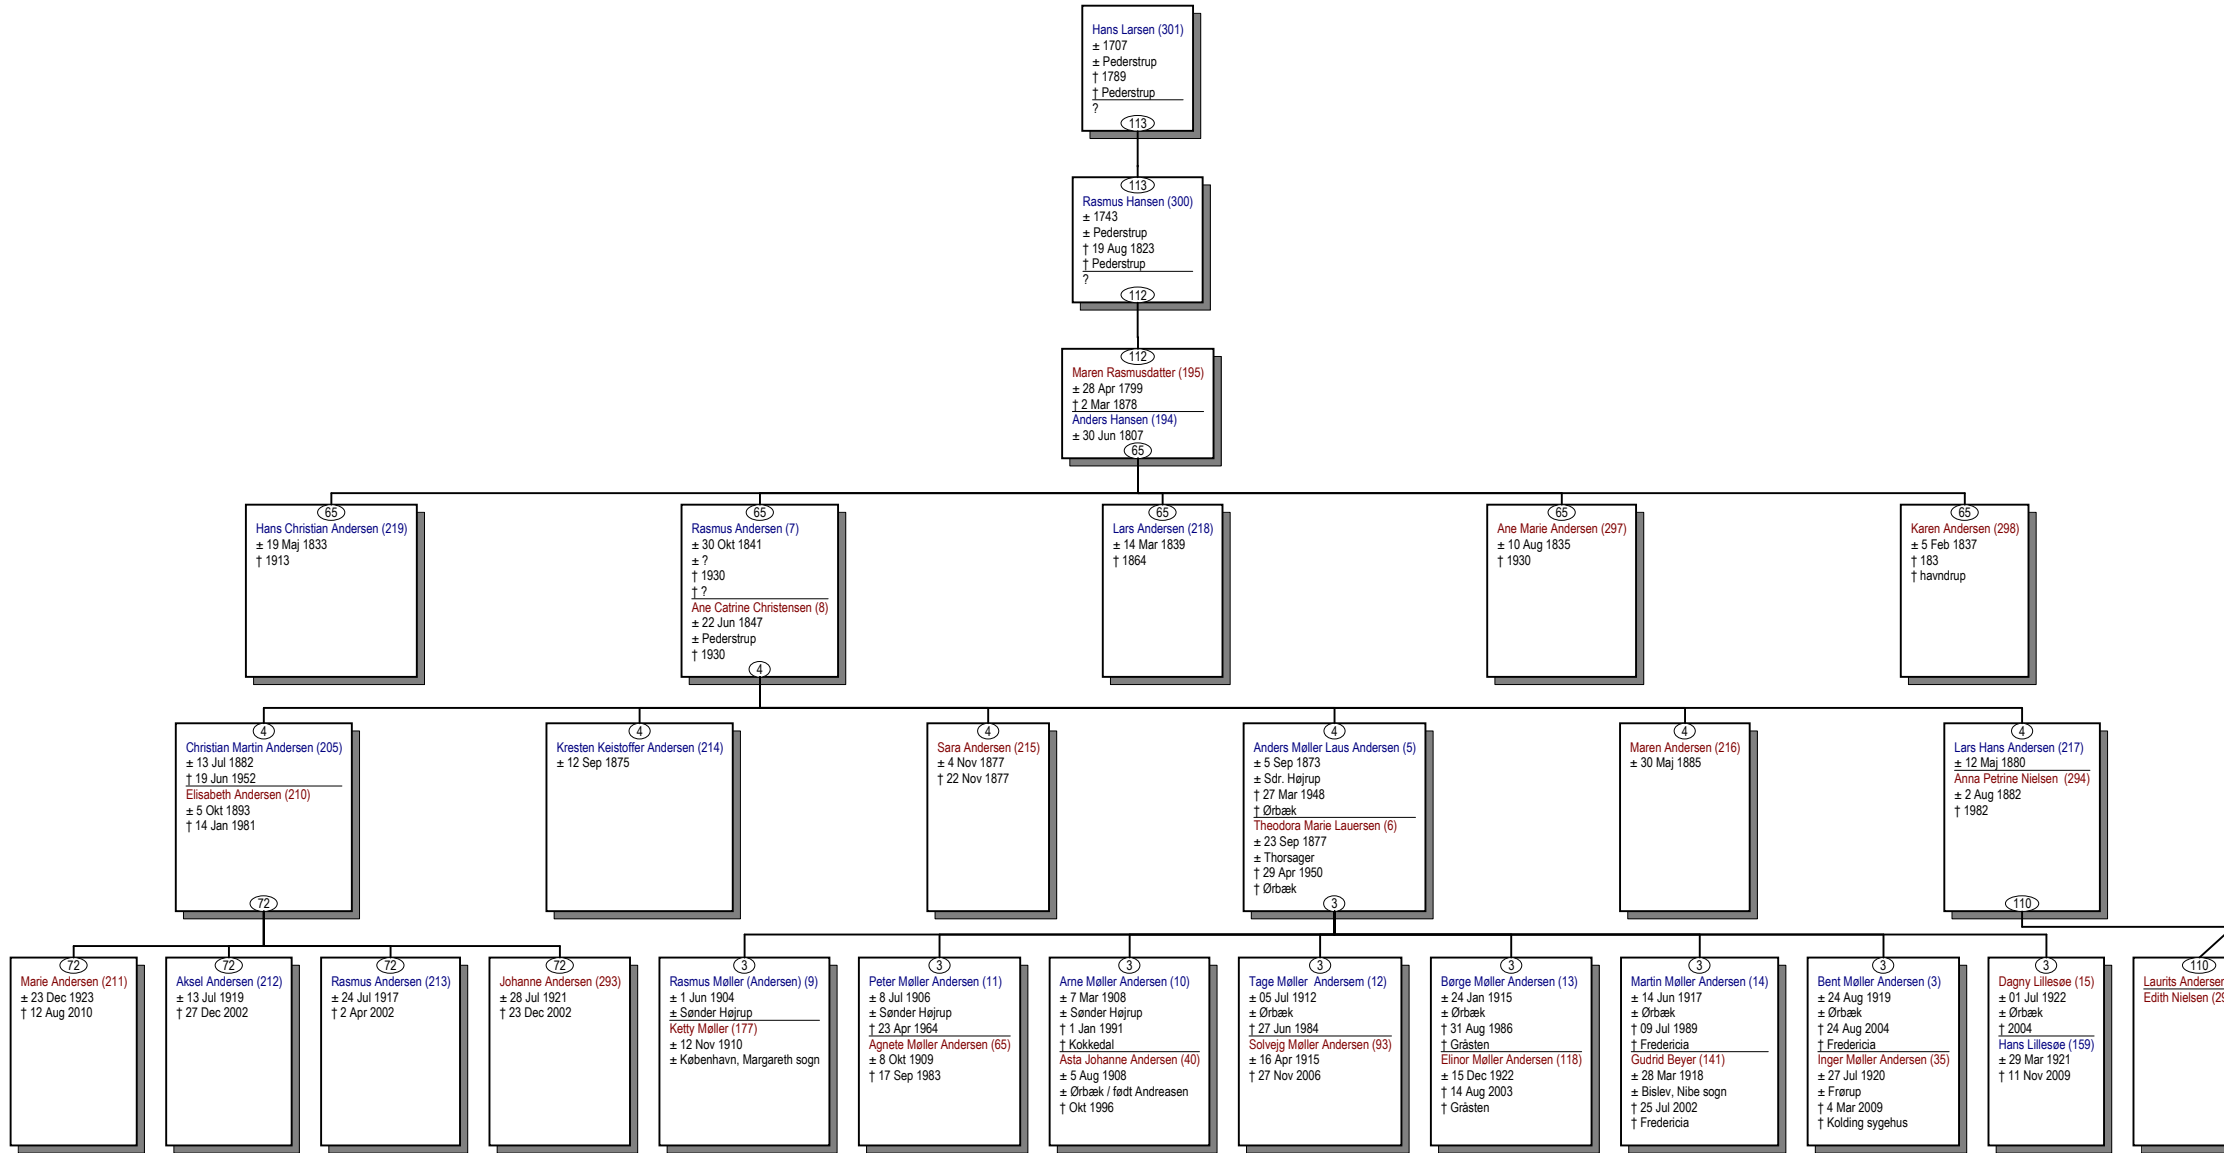 Hans Larsen (301)
± 1707
± Pederstrup
† 1789
† Pederstrup
?
113
113
Rasmus Hansen (300)
± 1743
± Pederstrup
† 19 Aug 1823
† Pederstrup
?
112
112
Maren Rasmusdatter (195)
± 28 Apr 1799
† 2 Mar 1878
Anders Hansen (194)
± 30 Jun 1807
65
65
Hans Christian Andersen (219)
± 19 Maj 1833
† 1913
65
Rasmus Andersen (7)
± 30 Okt 1841
± ?
† 1930
† ?
Ane Catrine Christensen (8)
± 22 Jun 1847
± Pederstrup
† 1930
4
65
Lars Andersen (218)
± 14 Mar 1839
† 1864
65
Ane Marie Andersen (297)
± 10 Aug 1835
† 1930
65
Karen Andersen (298)
± 5 Feb 1837
† 183
† havndrup
4
Christian Martin Andersen (205)
± 13 Jul 1882
† 19 Jun 1952
Elisabeth Andersen (210)
± 5 Okt 1893
† 14 Jan 1981
72
4
Kresten Keistoffer Andersen (214)
± 12 Sep 1875
4
Sara Andersen (215)
± 4 Nov 1877
† 22 Nov 1877
4
Anders Møller Laus Andersen (5)
± 5 Sep 1873
± Sdr. Højrup
† 27 Mar 1948
† Ørbæk
Theodora Marie Lauersen (6)
± 23 Sep 1877
± Thorsager
† 29 Apr 1950
† Ørbæk
3
4
Maren Andersen (216)
± 30 Maj 1885
4
Lars Hans Andersen (217)
± 12 Maj 1880
Anna Petrine Nielsen (294)
± 2 Aug 1882
† 1982
110
72
Marie Andersen (211)
± 23 Dec 1923
† 12 Aug 2010
72
Aksel Andersen (212)
± 13 Jul 1919
† 27 Dec 2002
72
Rasmus Andersen (213)
± 24 Jul 1917
† 2 Apr 2002
72
Johanne Andersen (293)
± 28 Jul 1921
† 23 Dec 2002
3
Rasmus Møller (Andersen) (9)
± 1 Jun 1904
± Sønder Højrup
Ketty Møller (177)
± 12 Nov 1910
± København, Margareth sogn
3
Peter Møller Andersen (11)
± 8 Jul 1906
± Sønder Højrup
† 23 Apr 1964
Agnete Møller Andersen (65)
± 8 Okt 1909
† 17 Sep 1983
3
Arne Møller Andersen (10)
± 7 Mar 1908
± Sønder Højrup
† 1 Jan 1991
† Kokkedal
Asta Johanne Andersen (40)
± 5 Aug 1908
± Ørbæk / født Andreasen
† Okt 1996
3
Tage Møller Andersem (12)
± 05 Jul 1912
± Ørbæk
† 27 Jun 1984
Solvejg Møller Andersen (93)
± 16 Apr 1915
† 27 Nov 2006
3
Børge Møller Andersen (13)
± 24 Jan 1915
± Ørbæk
† 31 Aug 1986
† Gråsten
Elinor Møller Andersen (118)
± 15 Dec 1922
† 14 Aug 2003
† Gråsten
3
Martin Møller Andersen (14)
± 14 Jun 1917
± Ørbæk
† 09 Jul 1989
† Fredericia
Gudrid Beyer (141)
± 28 Mar 1918
± Bislev, Nibe sogn
† 25 Jul 2002
† Fredericia
3
Bent Møller Andersen (3)
± 24 Aug 1919
± Ørbæk
† 24 Aug 2004
† Fredericia
Inger Møller Andersen (35)
± 27 Jul 1920
± Frørup
† 4 Mar 2009
† Kolding sygehus
3
Dagny Lillesøe (15)
± 01 Jul 1922
± Ørbæk
† 2004
Hans Lillesøe (159)
± 29 Mar 1921
† 11 Nov 2009
110
Laurits Andersen
Edith Nielsen (29